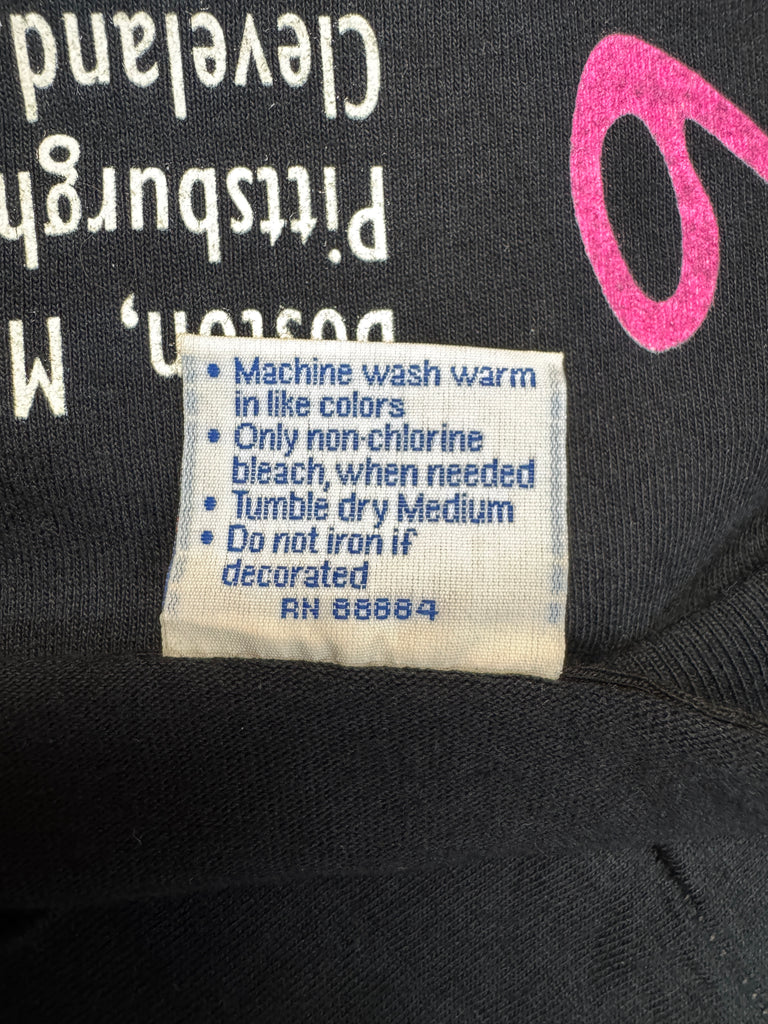 Cleveland
Pittsburgh
Boston, M
6
• Machine wash warm
in like colors
• Only non-chlorine
bleach, when needed
• Tumble dry Medium
• Do not iron if
decorated
RN 88884